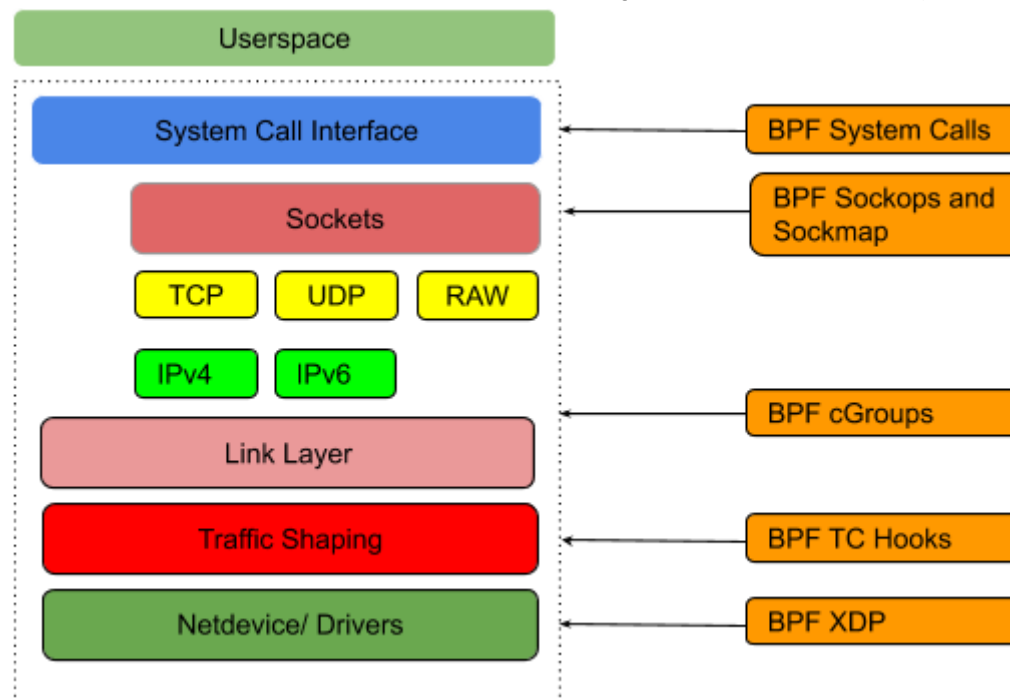 Userspace
System Call Interface
BPF System Calls
Sockets
BPF Sockops and
Sockmap
TCP
UDP
RAW
IPv4
IPv6
BPF cGroups
Link Layer
Traffic Shaping
BPF TC Hooks
Netdevice/ Drivers
BPF XDP